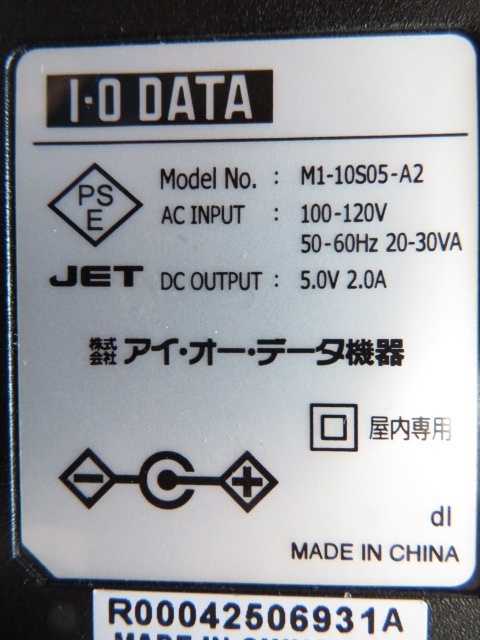 I·O DATA
PS
E
Model No. : M1-10S05-A2
AC INPUT : 100-120V
50-60Hz 20-30VA
JET
DC OUTPUT : 5.0V 2.0A
株式会社 アイ・オー・データ機器
屋内専用
dl
MADE IN CHINA
R00042506931A